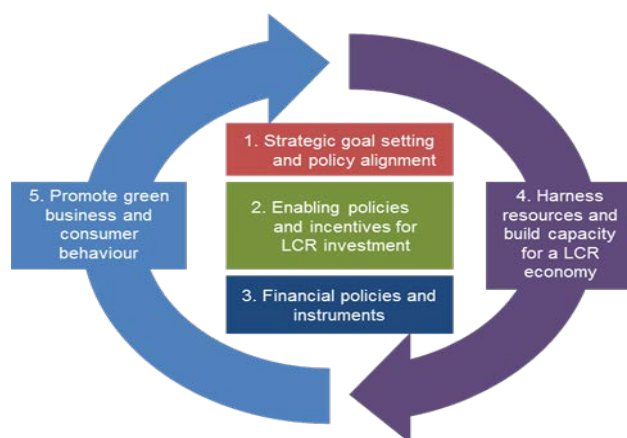 1. Strategic goal setting
and policy alignment
2. Enabling policies
and incentives for
LCR investment
3. Financial policies and
instruments
4. Harness
resources and
build capacity
for a LCR
economy
5. Promote green
business and
consumer
behaviour